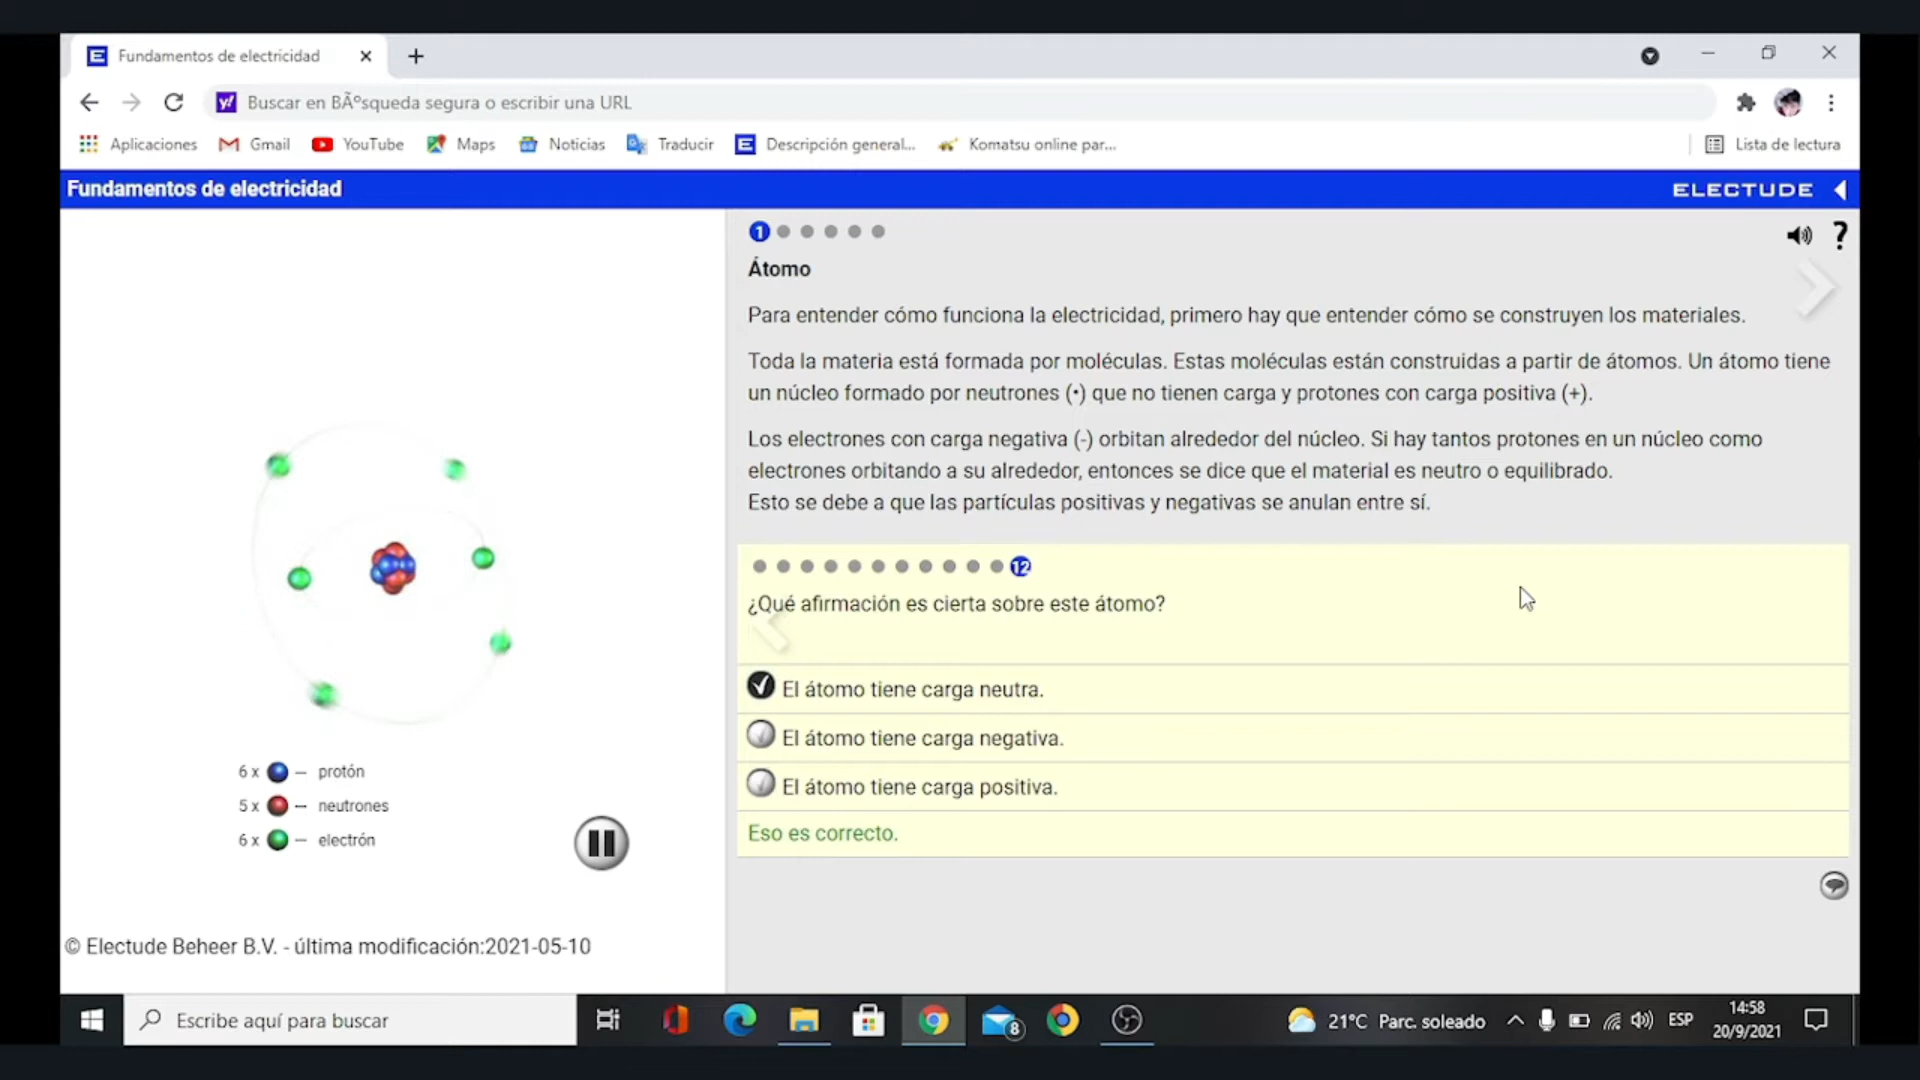 Fundamentos de electricidad
Buscar en BÃºsqueda segura o escribir una URL
Aplicaciones Gmail YouTube Maps Noticias Traducir Descripción general... Komatsu online par... Lista de lectura
Fundamentos de electricidad ELECTUDE
1
?
Átomo
Para entender cómo funciona la electricidad, primero hay que entender cómo se construyen los materiales.
Toda la materia está formada por moléculas. Estas moléculas están construidas a partir de átomos. Un átomo tiene
un núcleo formado por neutrones (•) que no tienen carga y protones con carga positiva (+).
Los electrones con carga negativa (-) orbitan alrededor del núcleo. Si hay tantos protones en un núcleo como
electrones orbitando a su alrededor, entonces se dice que el material es neutro o equilibrado.
Esto se debe a que las partículas positivas y negativas se anulan entre sí.
12
¿Qué afirmación es cierta sobre este átomo?
El átomo tiene carga neutra.
El átomo tiene carga negativa.
El átomo tiene carga positiva.
Eso es correcto.
6 x – protón
5 x – neutrones
6 x – electrón
© Electude Beheer B.V. - última modificación:2021-05-10
Escribe aquí para buscar
8
21°C Parc. soleado
ESP
14:58
20/9/2021